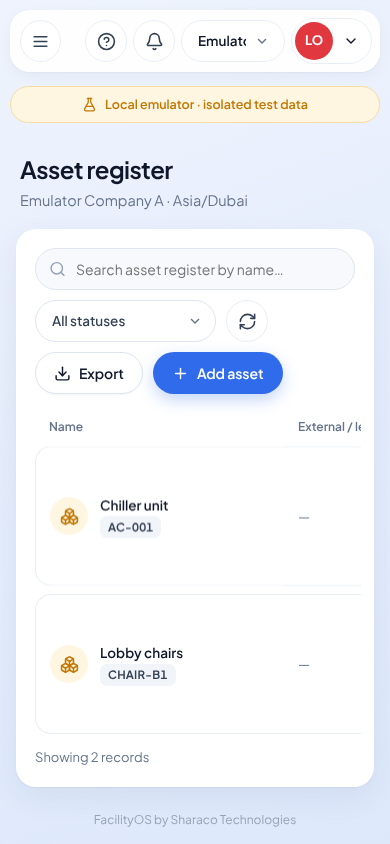 Emulato
LO
Local emulator · isolated test data
Asset register
Emulator Company A · Asia/Dubai
Search asset register by name...
All statuses
Export
+ Add asset
Name External / le
Chiller unit
AC-001
—
Lobby chairs
CHAIR-B1
—
Showing 2 records
FacilityOS by Sharaco Technologies